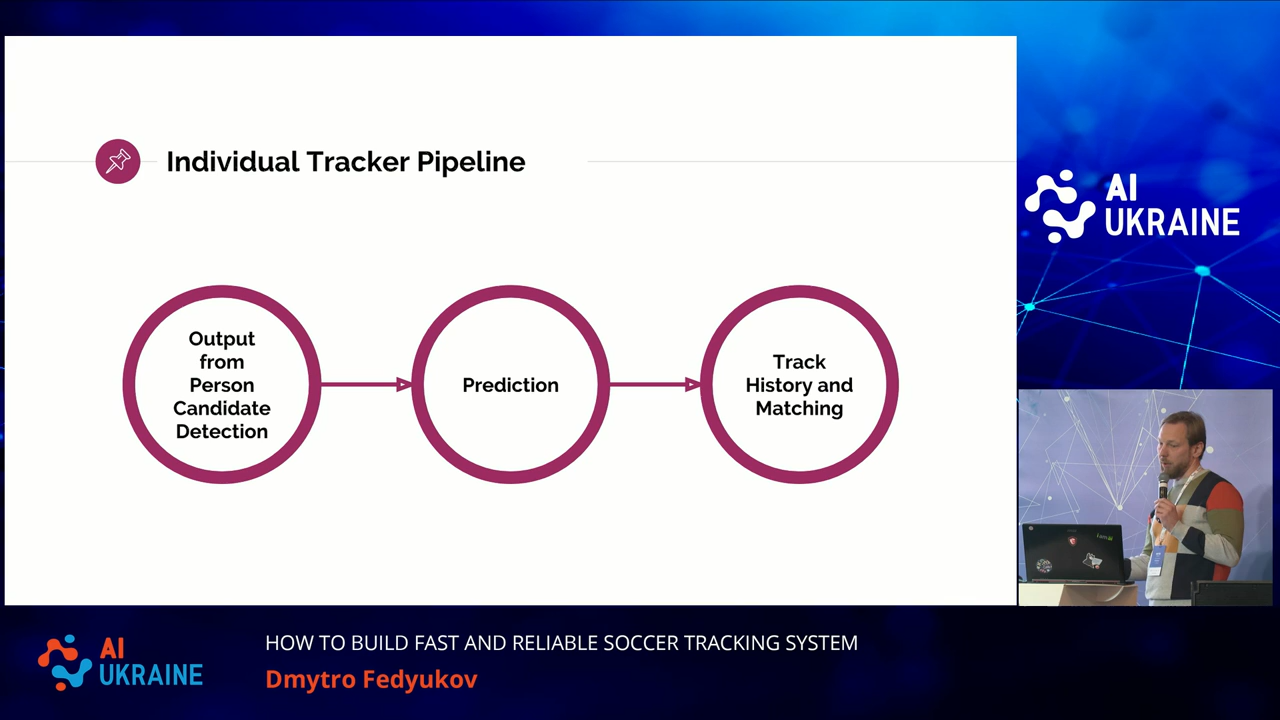 Individual Tracker Pipeline
Output
from
Person
Candidate
Detection
Prediction
Track
History and
Matching
AI
UKRAINE
AI
UKRAINE
HOW TO BUILD FAST AND RELIABLE SOCCER TRACKING SYSTEM
Dmytro Fedyukov